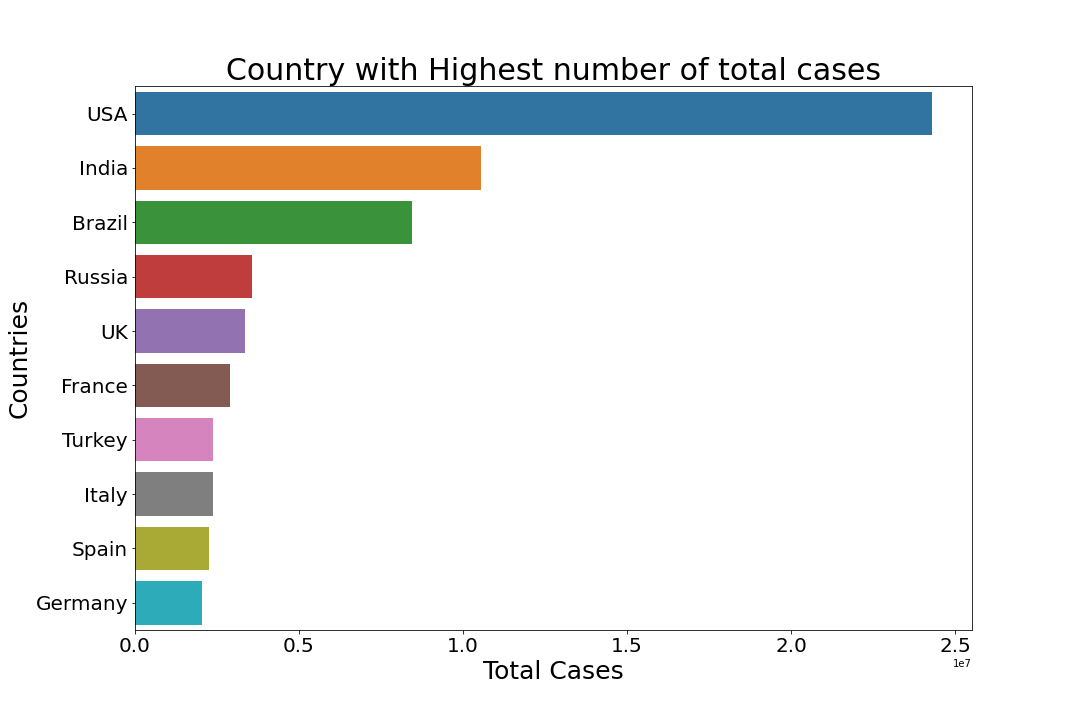 Country with Highest number of total cases
USA
India
Brazil
Russia
UK
France
Turkey
Italy
Spain
Germany
Countries
0.0 0.5 1.0 1.5 2.0 2.5
1e7
Total Cases